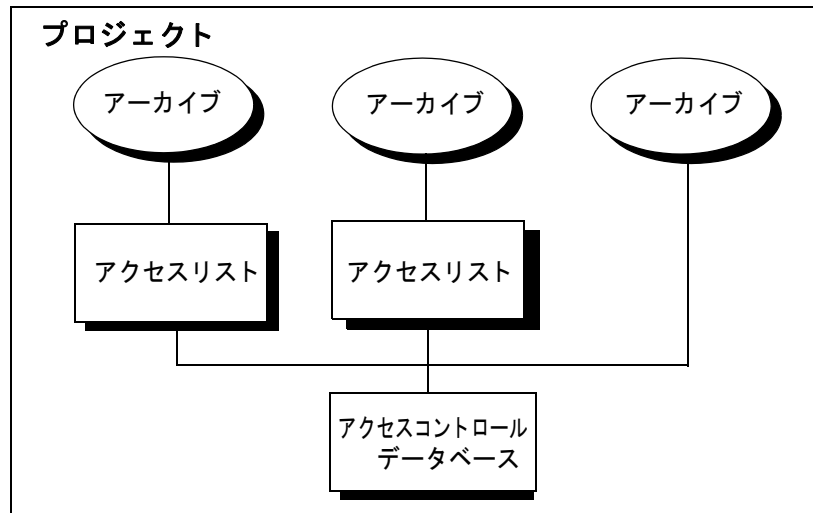 プロジェクト
アーカイブ
アーカイブ
アーカイブ
アクセスリスト
アクセスリスト
アクセスコントロール
データベース